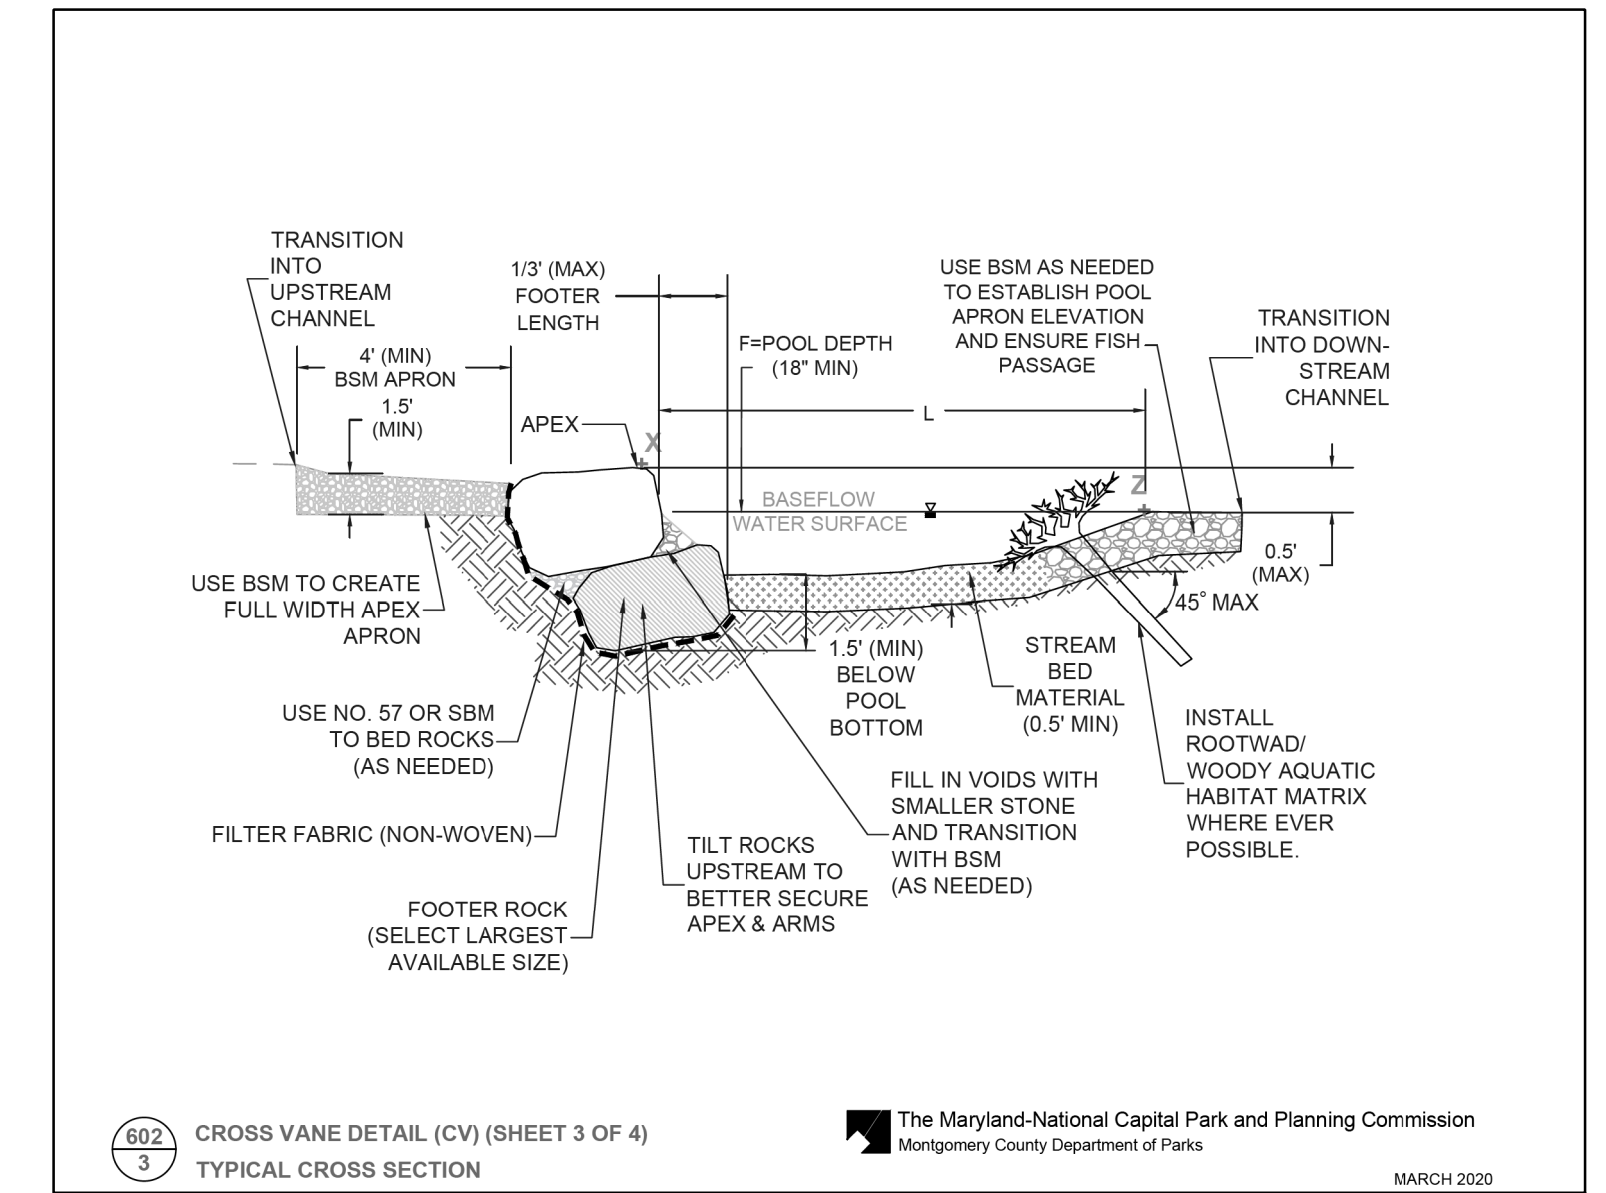 TRANSITION
INTO
UPSTREAM
CHANNEL
1/3' (MAX)
FOOTER
LENGTH
4' (MIN)
BSM APRON
1.5'
(MIN)
APEX
X
F=POOL DEPTH
(18" MIN)
L
USE BSM AS NEEDED
TO ESTABLISH POOL
APRON ELEVATION
AND ENSURE FISH
PASSAGE
TRANSITION
INTO DOWN-
STREAM
CHANNEL
Z
BASEFLOW
WATER SURFACE
0.5'
(MAX)
45° MAX
USE BSM TO CREATE
FULL WIDTH APEX
APRON
1.5' (MIN)
BELOW
POOL
BOTTOM
STREAM
BED
MATERIAL
(0.5' MIN)
USE NO. 57 OR SBM
TO BED ROCKS
(AS NEEDED)
INSTALL
ROOTWAD/
WOODY AQUATIC
HABITAT MATRIX
WHERE EVER
POSSIBLE.
FILTER FABRIC (NON-WOVEN)
FILL IN VOIDS WITH
SMALLER STONE
AND TRANSITION
WITH BSM
(AS NEEDED)
TILT ROCKS
UPSTREAM TO
BETTER SECURE
APEX & ARMS
FOOTER ROCK
(SELECT LARGEST
AVAILABLE SIZE)
602
3
CROSS VANE DETAIL (CV) (SHEET 3 OF 4)
TYPICAL CROSS SECTION
The Maryland-National Capital Park and Planning Commission
Montgomery County Department of Parks
MARCH 2020